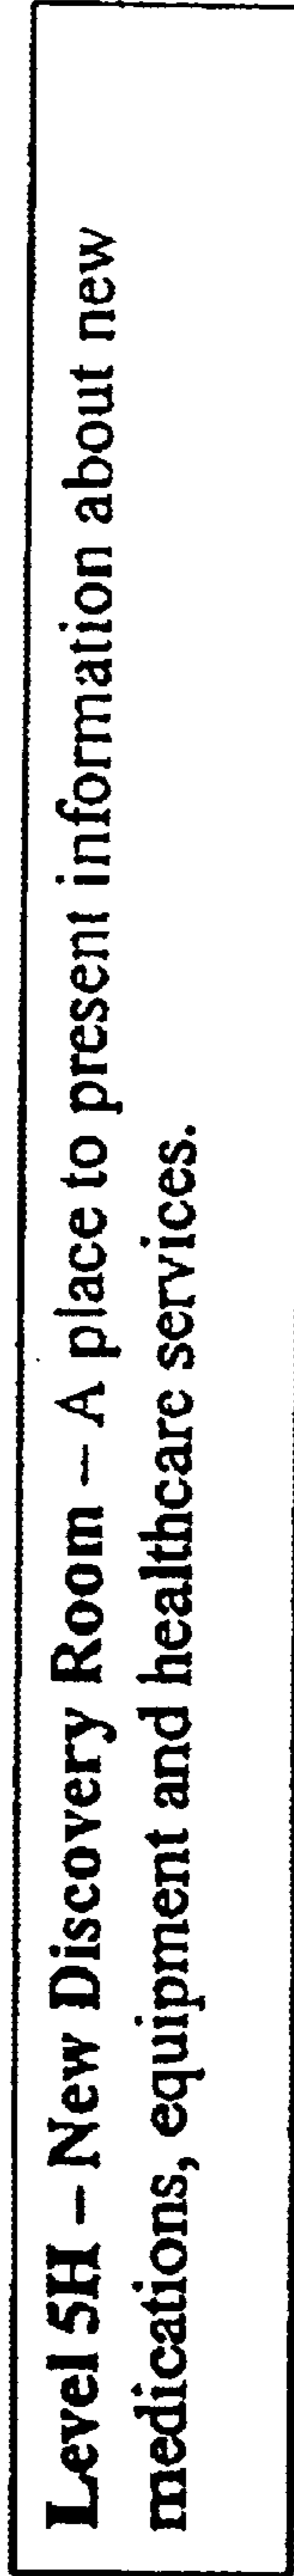 Level 5H – New Discovery Room – A place to present information about new
medications, equipment and healthcare services.